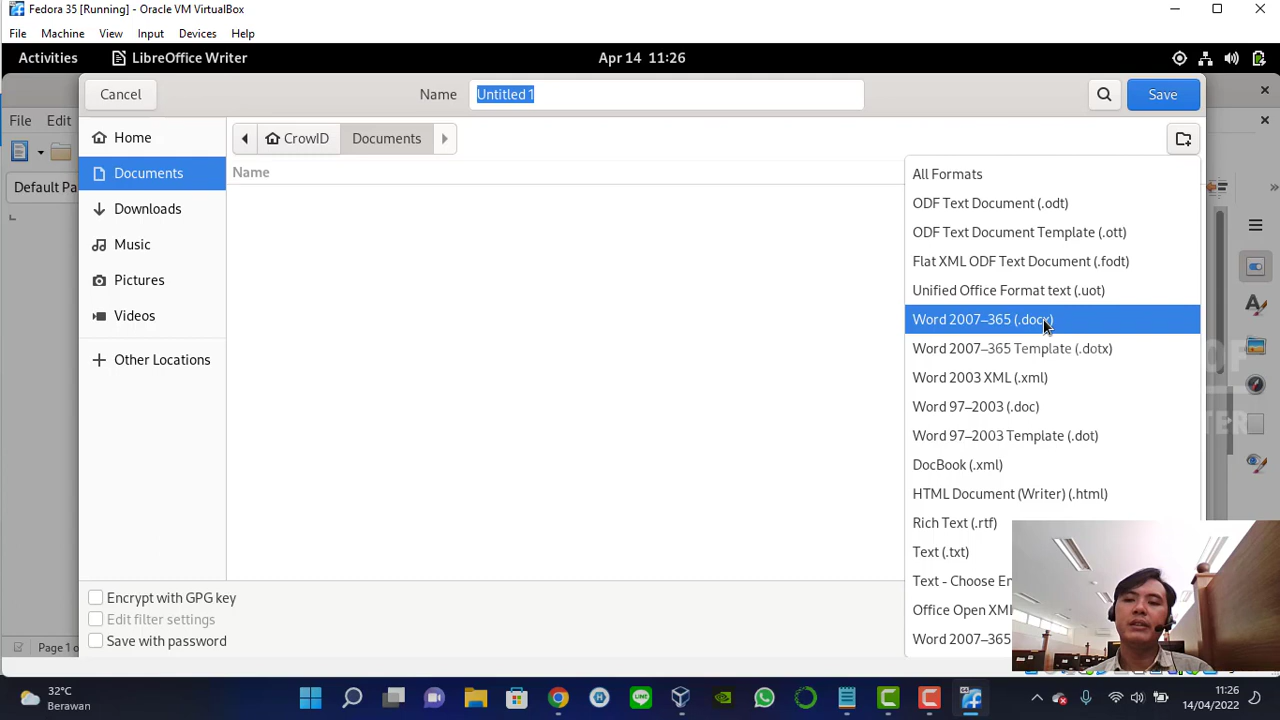 Fedora 35 [Running] - Oracle VM VirtualBox
File Machine View Input Devices Help
Activities LibreOffice Writer Apr 14 11:26
Cancel Name Untitled 1 Save
File Edit
Home CrowID Documents
Documents Name
Default Pa
Downloads
Music
Pictures
Videos
Other Locations
All Formats
ODF Text Document (.odt)
ODF Text Document Template (.ott)
Flat XML ODF Text Document (.fodt)
Unified Office Format text (.uot)
Word 2007–365 (.docx)
Word 2007–365 Template (.dotx)
Word 2003 XML (.xml)
Word 97–2003 (.doc)
Word 97–2003 Template (.dot)
DocBook (.xml)
HTML Document (Writer) (.html)
Rich Text (.rtf)
Text (.txt)
Text - Choose En
Office Open XML
Word 2007–365
Encrypt with GPG key
Edit filter settings
Save with password
Page 1 o
32°C
Berawan
11:26
14/04/2022